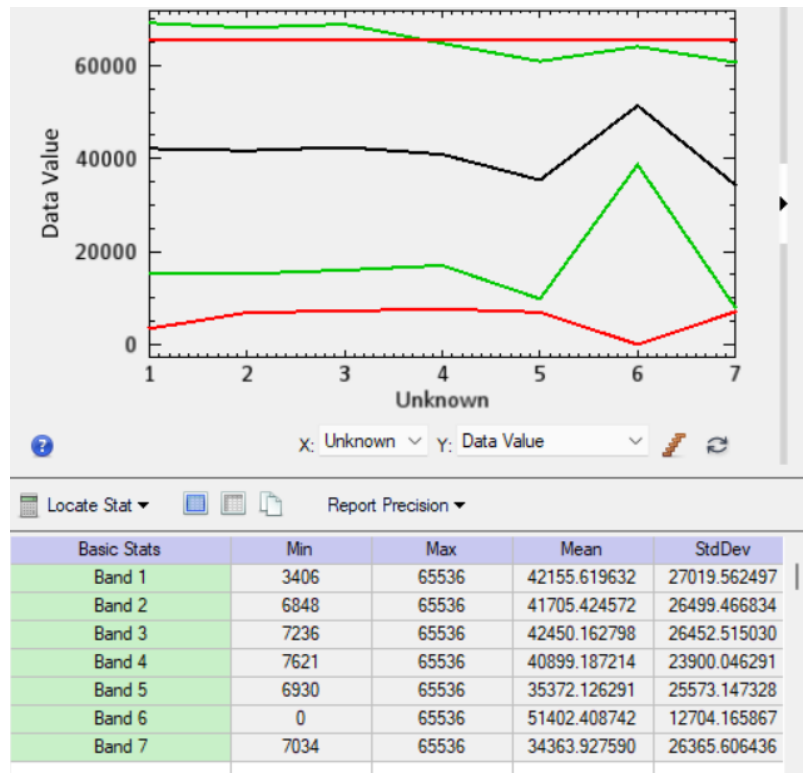 60000
40000
20000
0
Data Value
1 2 3 4 5 6 7
Unknown
? X: Unknown Y: Data Value
Locate Stat Report Precision
Basic Stats Min Max Mean StdDev
Band 1 3406 65536 42155.619632 27019.562497
Band 2 6848 65536 41705.424572 26499.466834
Band 3 7236 65536 42450.162798 26452.515030
Band 4 7621 65536 40899.187214 23900.046291
Band 5 6930 65536 35372.126291 25573.147328
Band 6 0 65536 51402.408742 12704.165867
Band 7 7034 65536 34363.927590 26365.606436